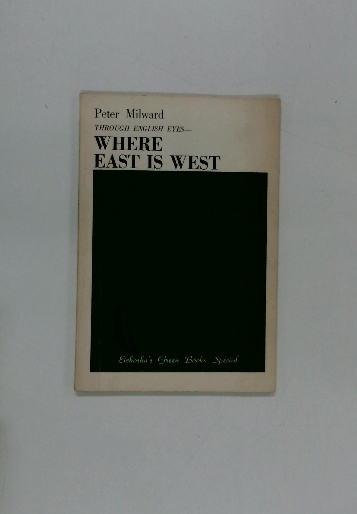 Peter Milward
THROUGH ENGLISH EYES—
WHERE
EAST IS WEST
Eichosha's Green Books Special